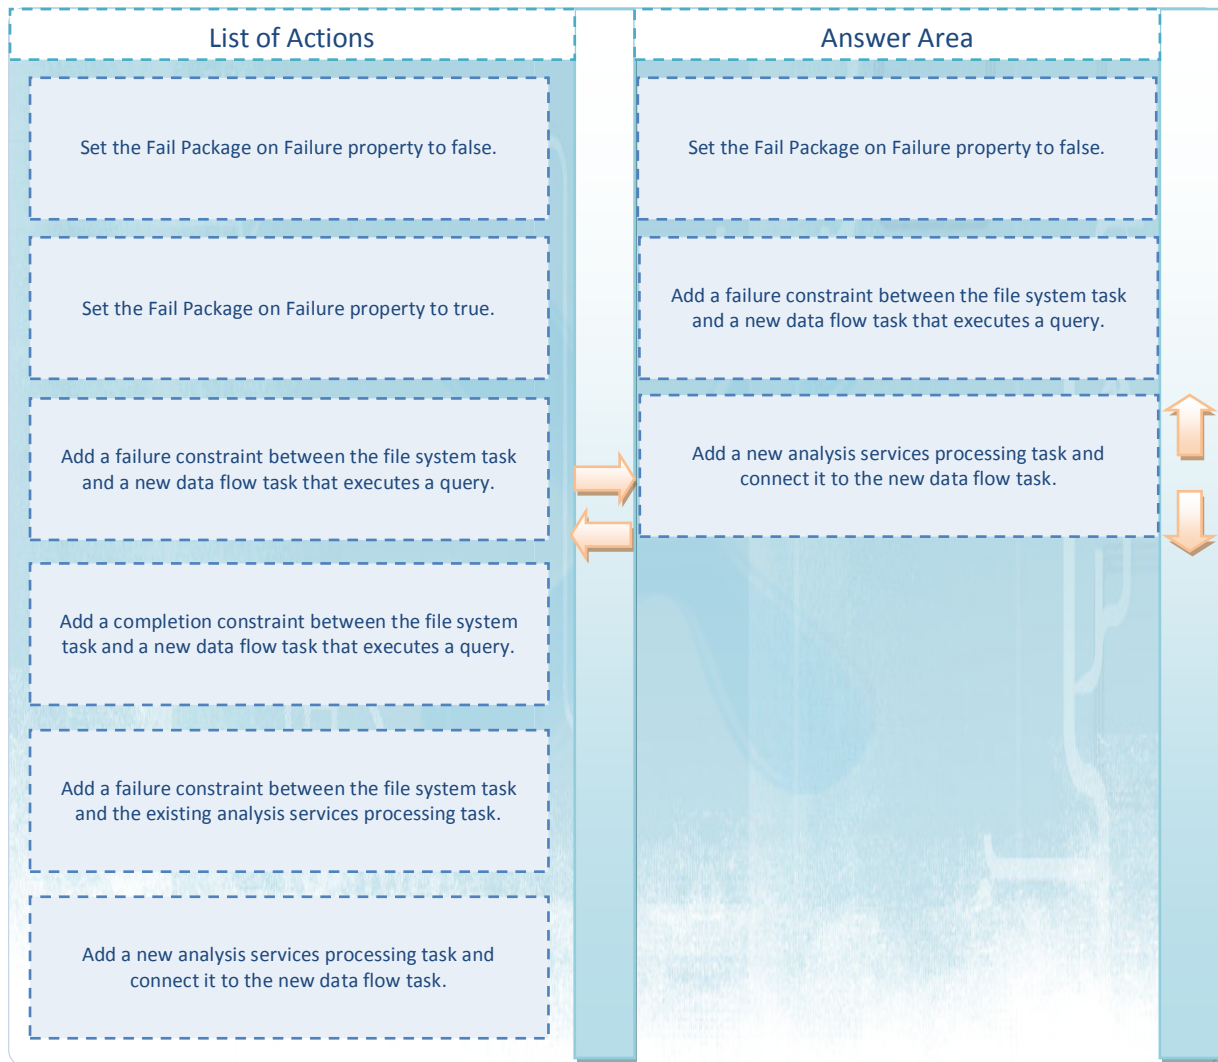 List of Actions
Set the Fail Package on Failure property to false.
Set the Fail Package on Failure property to true.
Add a failure constraint between the file system task
and a new data flow task that executes a query.
Add a completion constraint between the file system
task and a new data flow task that executes a query.
Add a failure constraint between the file system task
and the existing analysis services processing task.
Add a new analysis services processing task and
connect it to the new data flow task.
Answer Area
Set the Fail Package on Failure property to false.
Add a failure constraint between the file system task
and a new data flow task that executes a query.
Add a new analysis services processing task and
connect it to the new data flow task.